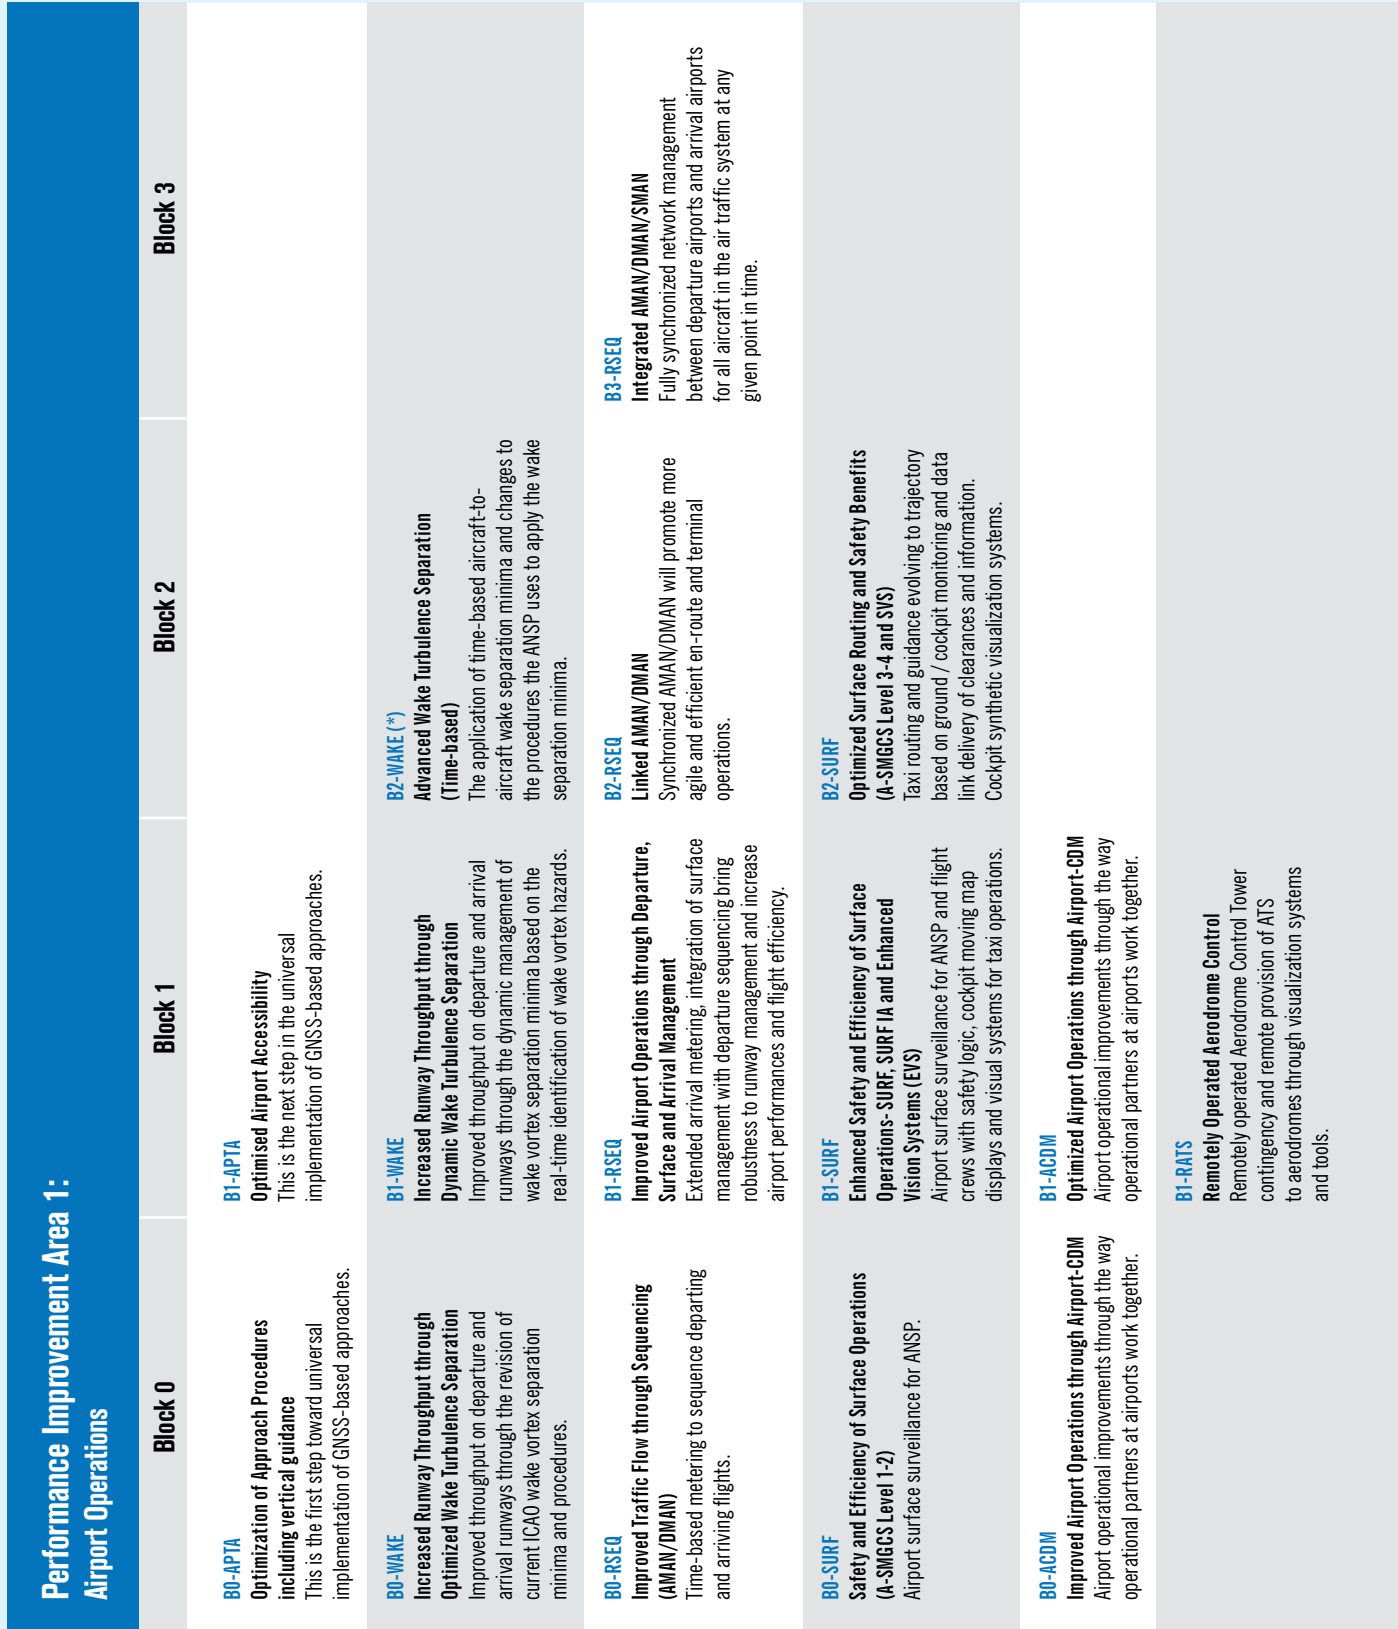 Performance Improvement Area 1:
Airport Operations
Block 0
Block 1
Block 2
Block 3
B0-APTA
Optimization of Approach Procedures
including vertical guidance
This is the first step toward universal
implementation of GNSS-based approaches.
B1-APTA
Optimised Airport Accessibility
This is the next step in the universal
implementation of GNSS-based approaches.
B0-WAKE
Increased Runway Throughput through
Optimized Wake Turbulence Separation
Improved throughput on departure and
arrival runways through the revision of
current ICAO wake vortex separation
minima and procedures.
B1-WAKE
Increased Runway Throughput through
Dynamic Wake Turbulence Separation
Improved throughput on departure and arrival
runways through the dynamic management of
wake vortex separation minima based on the
real-time identification of wake vortex hazards.
B2-WAKE (*)
Advanced Wake Turbulence Separation
(Time-based)
The application of time-based aircraft-to-
aircraft wake separation minima and changes to
the procedures the ANSP uses to apply the wake
separation minima.
B0-RSEQ
Improved Traffic Flow through Sequencing
(AMAN/DMAN)
Time-based metering to sequence departing
and arriving flights.
B1-RSEQ
Improved Airport Operations through Departure,
Surface and Arrival Management
Extended arrival metering, integration of surface
management with departure sequencing bring
robustness to runway management and increase
airport performances and flight efficiency.
B2-RSEQ
Linked AMAN/DMAN
Synchronized AMAN/DMAN will promote more
agile and efficient en-route and terminal
operations.
B3-RSEQ
Integrated AMAN/DMAN/SMAN
Fully synchronized network management
between departure airports and arrival airports
for all aircraft in the air traffic system at any
given point in time.
B0-SURF
Safety and Efficiency of Surface Operations
(A-SMGCS Level 1-2)
Airport surface surveillance for ANSP.
B1-SURF
Enhanced Safety and Efficiency of Surface
Operations- SURF, SURF IA and Enhanced
Vision Systems (EVS)
Airport surface surveillance for ANSP and flight
crews with safety logic, cockpit moving map
displays and visual systems for taxi operations.
B2-SURF
Optimized Surface Routing and Safety Benefits
(A-SMGCS Level 3-4 and SVS)
Taxi routing and guidance evolving to trajectory
based on ground / cockpit monitoring and data
link delivery of clearances and information.
Cockpit synthetic visualization systems.
B0-ACDM
Improved Airport Operations through Airport-CDM
Airport operational improvements through the way
operational partners at airports work together.
B1-ACDM
Optimized Airport Operations through Airport-CDM
Airport operational improvements through the way
operational partners at airports work together.
B1-RATS
Remotely Operated Aerodrome Control
Remotely operated Aerodrome Control Tower
contingency and remote provision of ATS
to aerodromes through visualization systems
and tools.